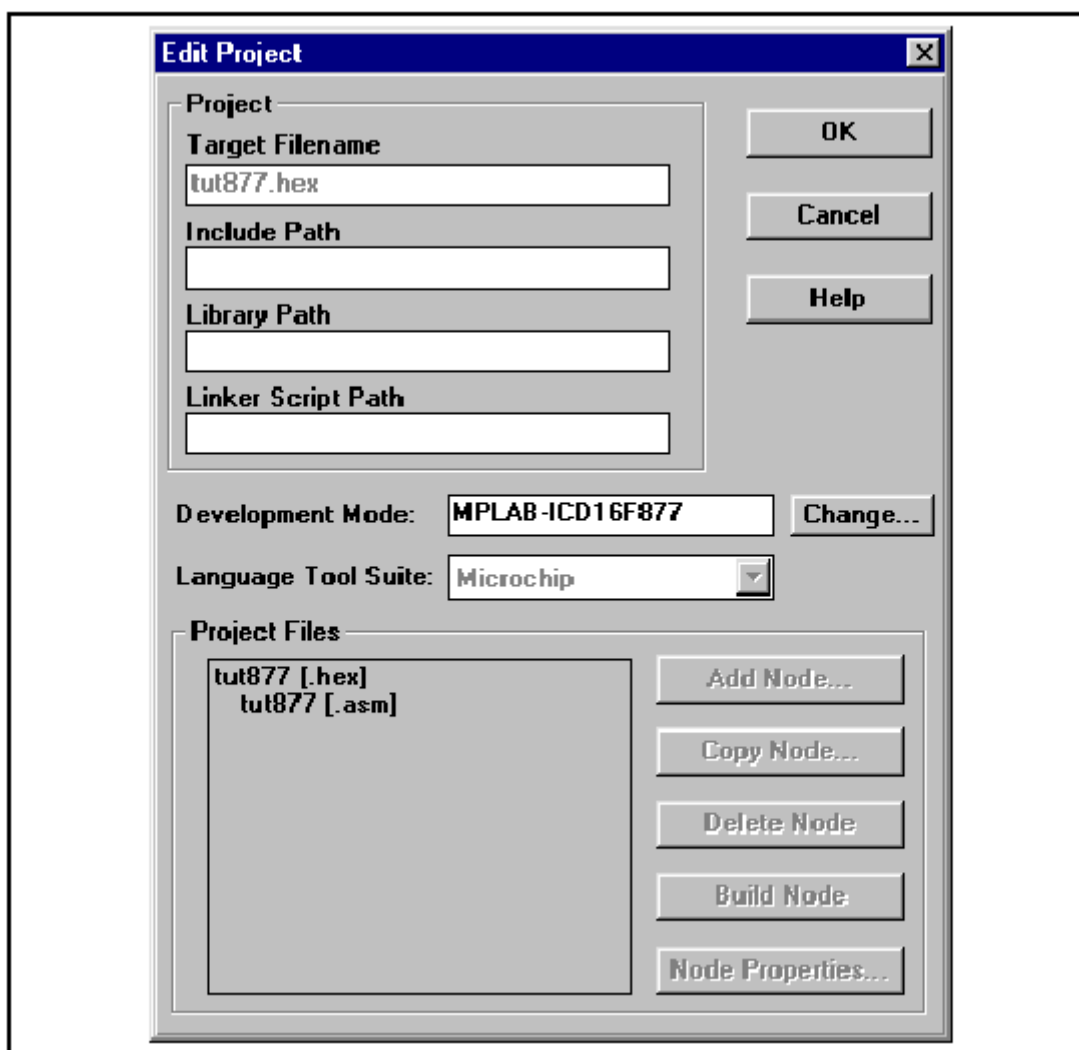 Edit Project
Project
Target Filename
tut877.hex
Include Path
Library Path
Linker Script Path
OK
Cancel
Help
Development Mode:
MPLAB-ICD16F877
Change...
Language Tool Suite:
Microchip
Project Files
tut877 [.hex]
tut877 [.asm]
Add Node...
Copy Node...
Delete Node
Build Node
Node Properties...